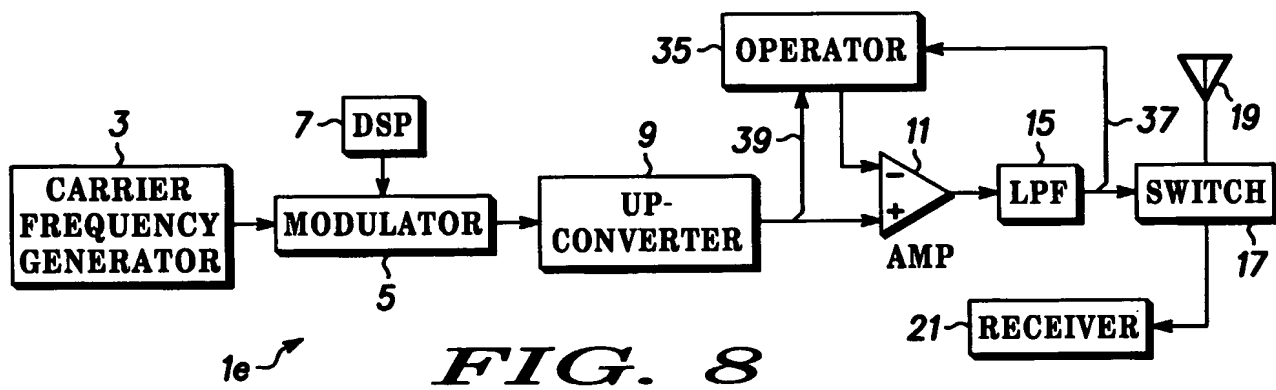 35
OPERATOR
7
DSP
3
CARRIER
FREQUENCY
GENERATOR
MODULATOR
5
9
UP-
CONVERTER
39
-
+
11
AMP
15
LPF
37
19
SWITCH
17
21
RECEIVER
1e
FIG. 8